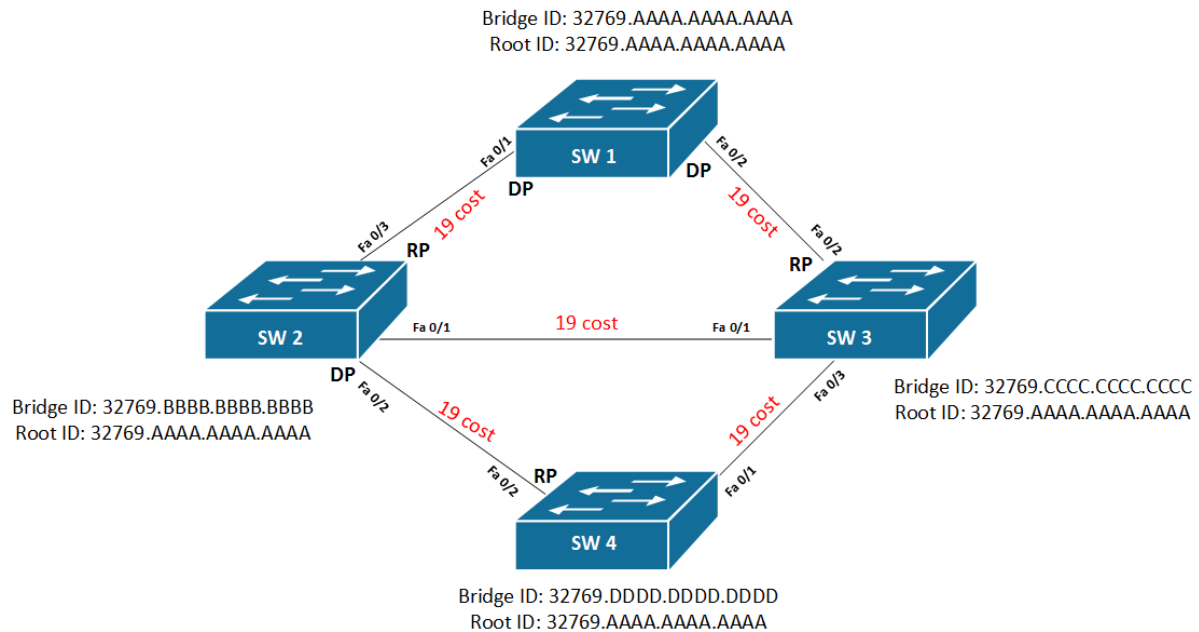 Bridge ID: 32769.AAAA.AAAA.AAAA
Root ID: 32769.AAAA.AAAA.AAAA
Fa 0/1
SW 1
Fa 0/2
DP
DP
19 cost
19 cost
Fa 0/3
RP
Fa 0/2
RP
SW 2
Fa 0/1
19 cost
Fa 0/1
SW 3
DP
Fa 0/2
Fa 0/3
Bridge ID: 32769.BBBB.BBBB.BBBB
Root ID: 32769.AAAA.AAAA.AAAA
Bridge ID: 32769.CCCC.CCCC.CCCC
Root ID: 32769.AAAA.AAAA.AAAA
19 cost
19 cost
Fa 0/2
RP
Fa 0/1
SW 4
Bridge ID: 32769.DDDD.DDDD.DDDD
Root ID: 32769.AAAA.AAAA.AAAA